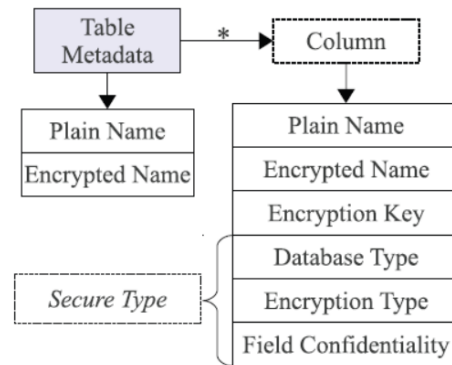 Table
Metadata
*
Column
Plain Name
Encrypted Name
Plain Name
Encrypted Name
Encryption Key
Database Type
Encryption Type
Field Confidentiality
Secure Type